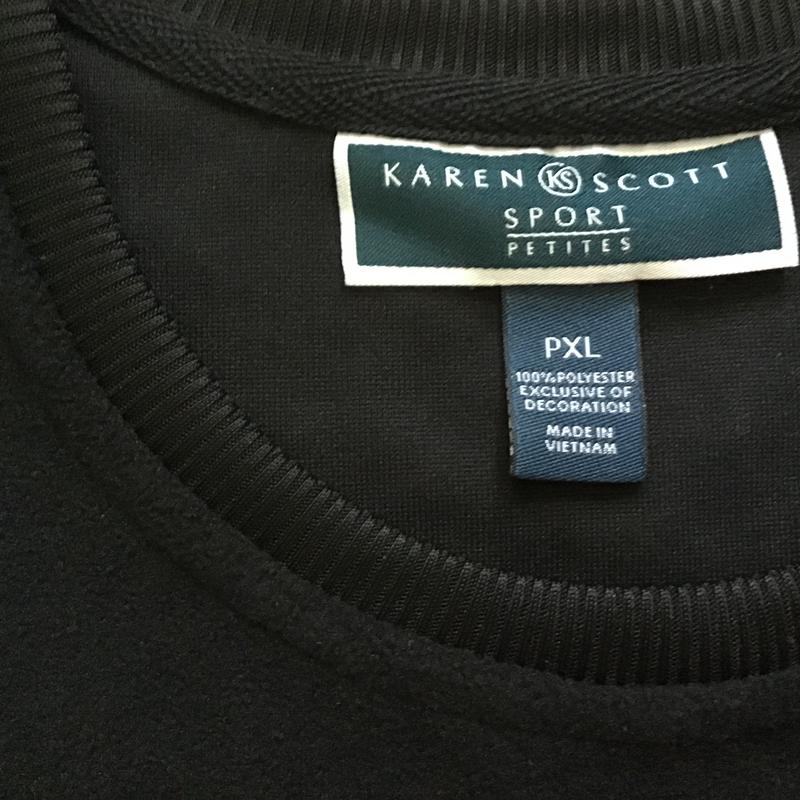 KAREN KS SCOTT
SPORT
PETITES
PXL
100%POLYESTER
EXCLUSIVE OF
DECORATION
MADE IN
VIETNAM